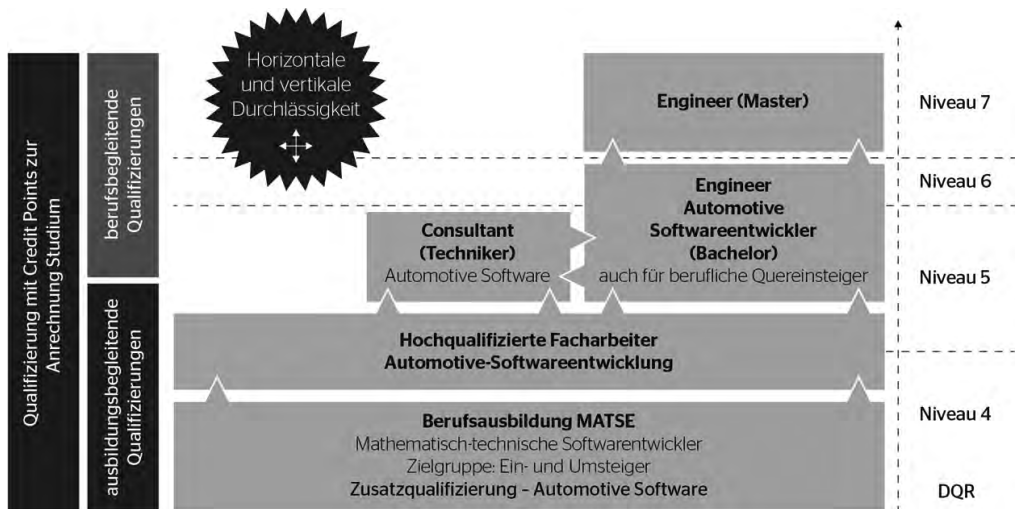 Qualifizierung mit Credit Points zur
Anrechnung Studium
berufsbegleitende
Qualifizierungen
ausbildungsbegleitende
Qualifizierungen
Horizontale
und vertikale
Durchlässigkeit
Engineer (Master)
Niveau 7
Engineer
Automotive
Softwareentwickler
(Bachelor)
auch für berufliche Quereinsteiger
Niveau 6
Consultant
(Techniker)
Automotive Software
Niveau 5
Hochqualifizierte Facharbeiter
Automotive-Softwareentwicklung
Berufsausbildung MATSE
Mathematisch-technische Softwarentwickler
Zielgruppe: Ein- und Umsteiger
Zusatzqualifizierung – Automotive Software
Niveau 4
DQR